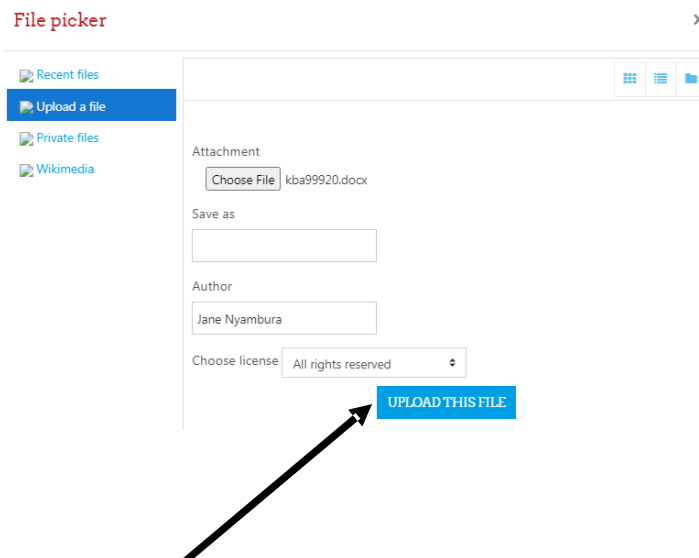 File picker
Recent files
Upload a file
Private files
Wikimedia
Attachment
Choose File kba99920.docx
Save as
Author
Jane Nyambura
Choose license All rights reserved
UPLOAD THIS FILE